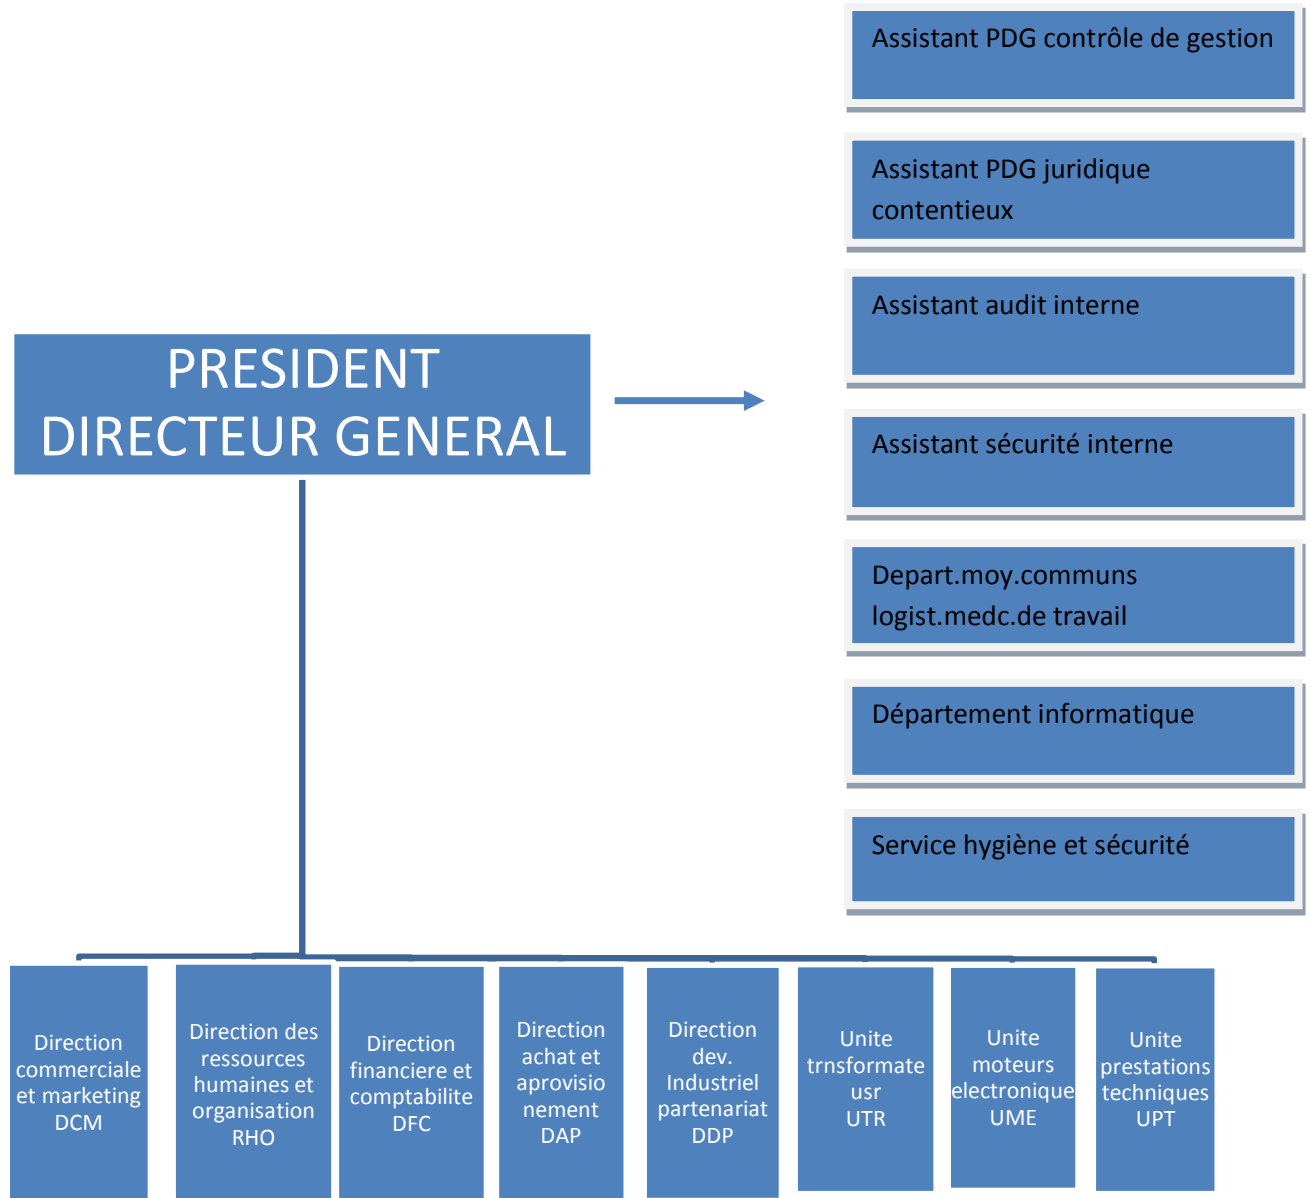 Assistant PDG contrôle de gestion
Assistant PDG juridique
contentieux
Assistant audit interne
PRESIDENT
DIRECTEUR GENERAL
Assistant sécurité interne
Depart.moy.communs
logist.medc.de travail
Département informatique
Service hygiène et sécurité
Direction
commerciale
et marketing
DCM
Direction des
ressources
humaines et
organisation
RHO
Direction
financiere et
comptabilite
DFC
Direction
achat et
aprovisio
nement
DAP
Direction
dev.
Industriel
partenariat
DDP
Unite
trnsformate
usr
UTR
Unite
moteurs
electronique
UME
Unite
prestations
techniques
UPT